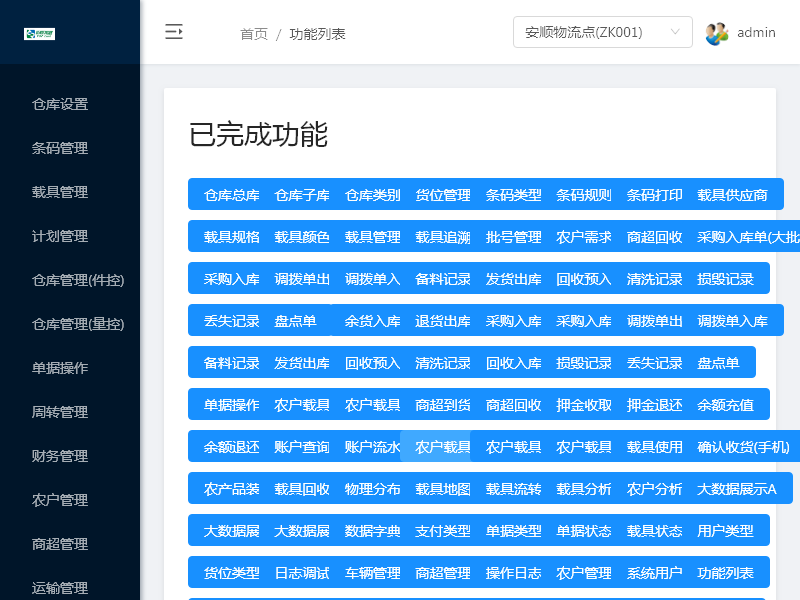 首页 / 功能列表
安顺物流点(ZK001)
admin
仓库设置
条码管理
载具管理
计划管理
仓库管理(件控)
仓库管理(量控)
单据操作
周转管理
财务管理
农户管理
商超管理
运输管理
已完成功能
仓库总库 仓库子库 仓库类别 货位管理 条码类型 条码规则 条码打印 载具供应商
载具规格 载具颜色 载具管理 载具追溯 批号管理 农户需求 商超回收 采购入库单(大批
采购入库 调拨单出 调拨单入 备料记录 发货出库 回收预入 清洗记录 损毁记录
丢失记录 盘点单 余货入库 退货出库 采购入库 采购入库 调拨单出 调拨单入库
备料记录 发货出库 回收预入 清洗记录 回收入库 损毁记录 丢失记录 盘点单
单据操作 农户载具 农户载具 商超到货 商超回收 押金收取 押金退还 余额充值
余额退还 账户查询 账户流水 农户载具 农户载具 农户载具 载具使用 确认收货(手机)
农产品装 载具回收 物理分布 载具地图 载具流转 载具分析 农户分析 大数据展示A
大数据展 大数据展 数据字典 支付类型 单据类型 单据状态 载具状态 用户类型
货位类型 日志调试 车辆管理 商超管理 操作日志 农户管理 系统用户 功能列表